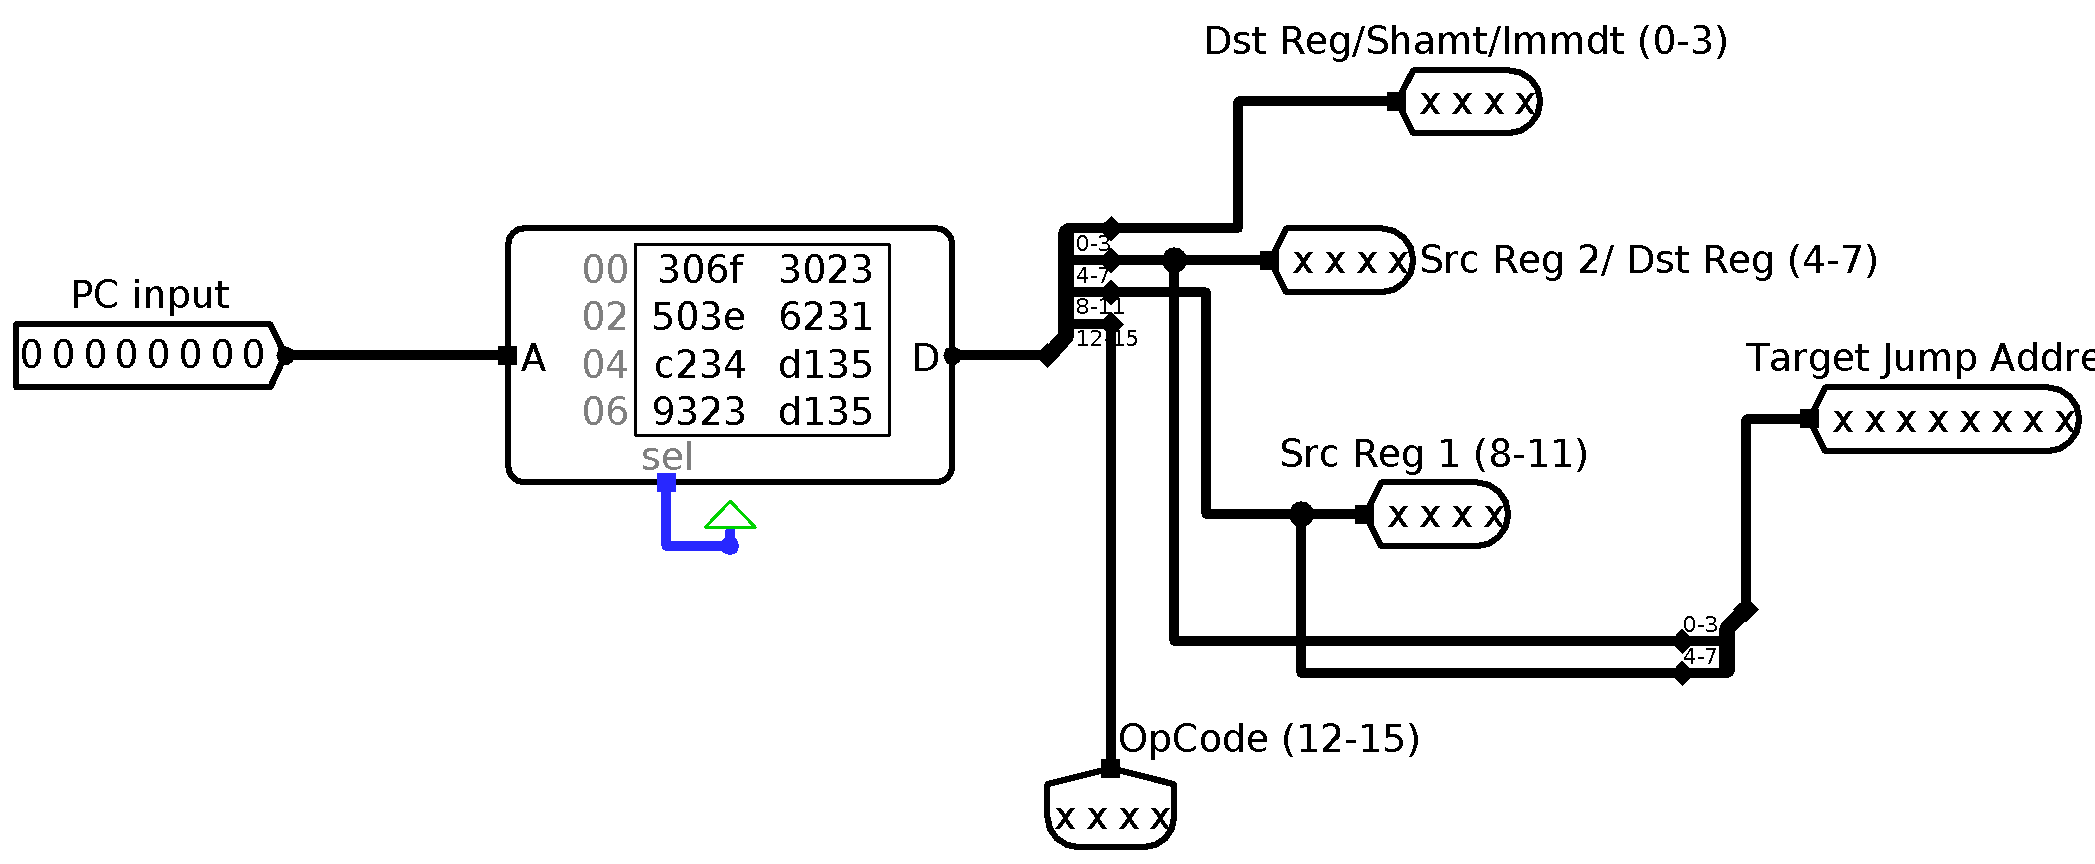 Dst Reg/Shamt/Immdt (0-3)
x x x x
0-3
4-7
8-11
12-15
x x x x
Src Reg 2/ Dst Reg (4-7)
PC input
0 0 0 0 0 0 0 0
A
00 306f 3023
02 503e 6231
04 c234 d135
06 9323 d135
D
sel
Target Jump Addre
x x x x x x x x
Src Reg 1 (8-11)
x x x x
0-3
4-7
OpCode (12-15)
x x x x